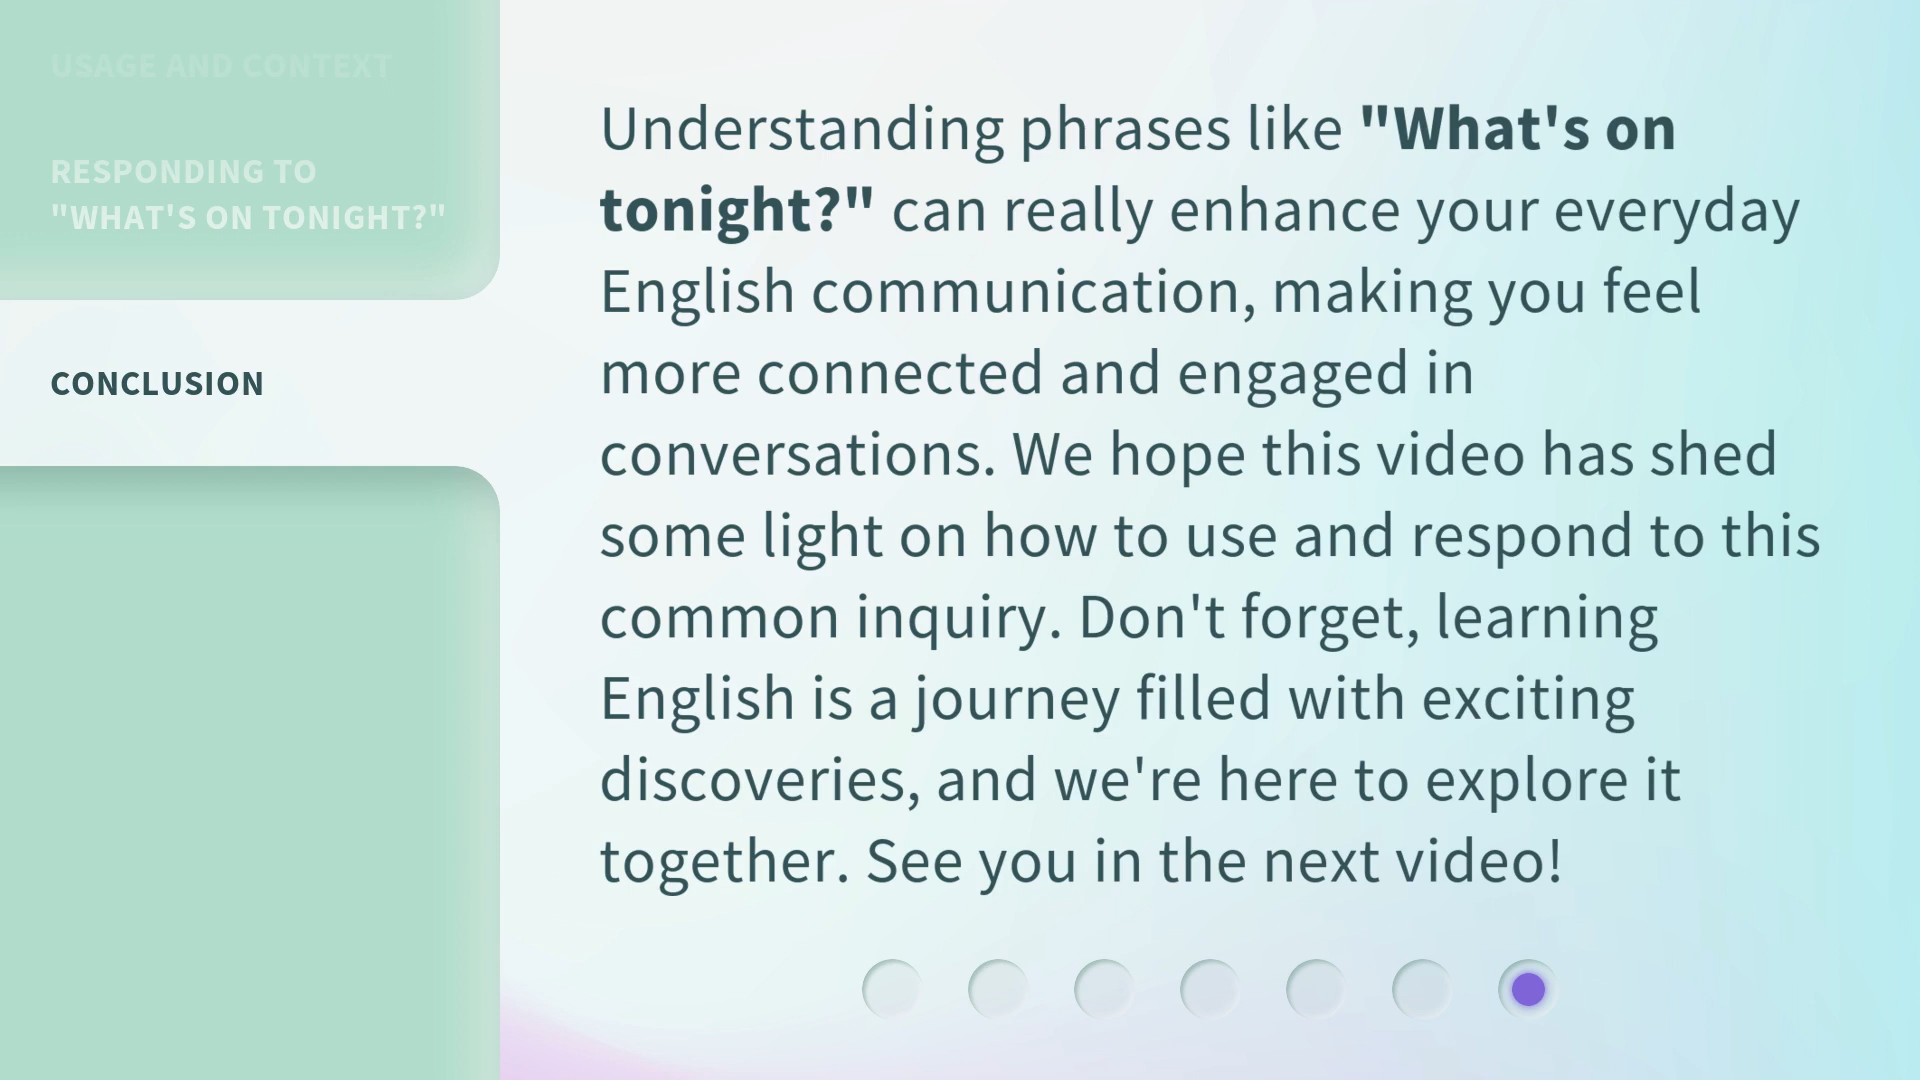 USAGE AND CONTEXT
RESPONDING TO
"WHAT'S ON TONIGHT?"
CONCLUSION
Understanding phrases like "What's on
tonight?" can really enhance your everyday
English communication, making you feel
more connected and engaged in
conversations. We hope this video has shed
some light on how to use and respond to this
common inquiry. Don't forget, learning
English is a journey filled with exciting
discoveries, and we're here to explore it
together. See you in the next video!